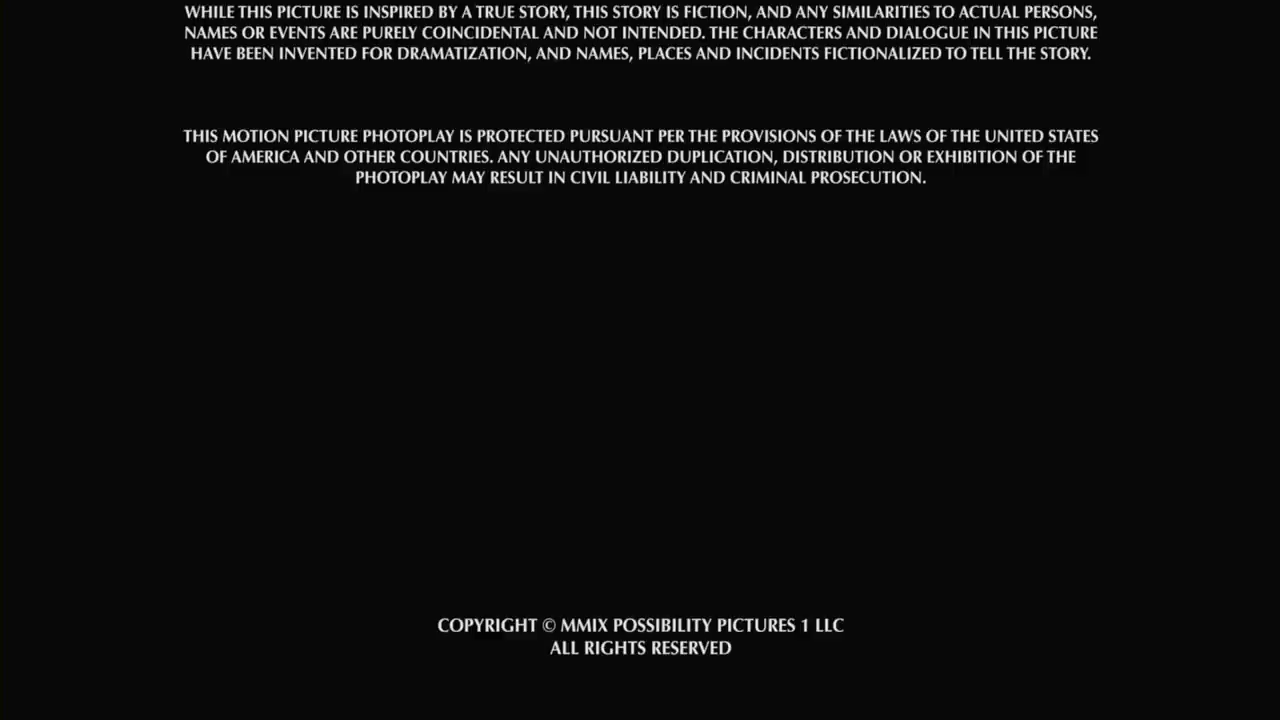 WHILE THIS PICTURE IS INSPIRED BY A TRUE STORY, THIS STORY IS FICTION, AND ANY SIMILARITIES TO ACTUAL PERSONS,
NAMES OR EVENTS ARE PURELY COINCIDENTAL AND NOT INTENDED. THE CHARACTERS AND DIALOGUE IN THIS PICTURE
HAVE BEEN INVENTED FOR DRAMATIZATION, AND NAMES, PLACES AND INCIDENTS FICTIONALIZED TO TELL THE STORY.
THIS MOTION PICTURE PHOTOPLAY IS PROTECTED PURSUANT PER THE PROVISIONS OF THE LAWS OF THE UNITED STATES
OF AMERICA AND OTHER COUNTRIES. ANY UNAUTHORIZED DUPLICATION, DISTRIBUTION OR EXHIBITION OF THE
PHOTOPLAY MAY RESULT IN CIVIL LIABILITY AND CRIMINAL PROSECUTION.
COPYRIGHT © MMIX POSSIBILITY PICTURES 1 LLC
ALL RIGHTS RESERVED